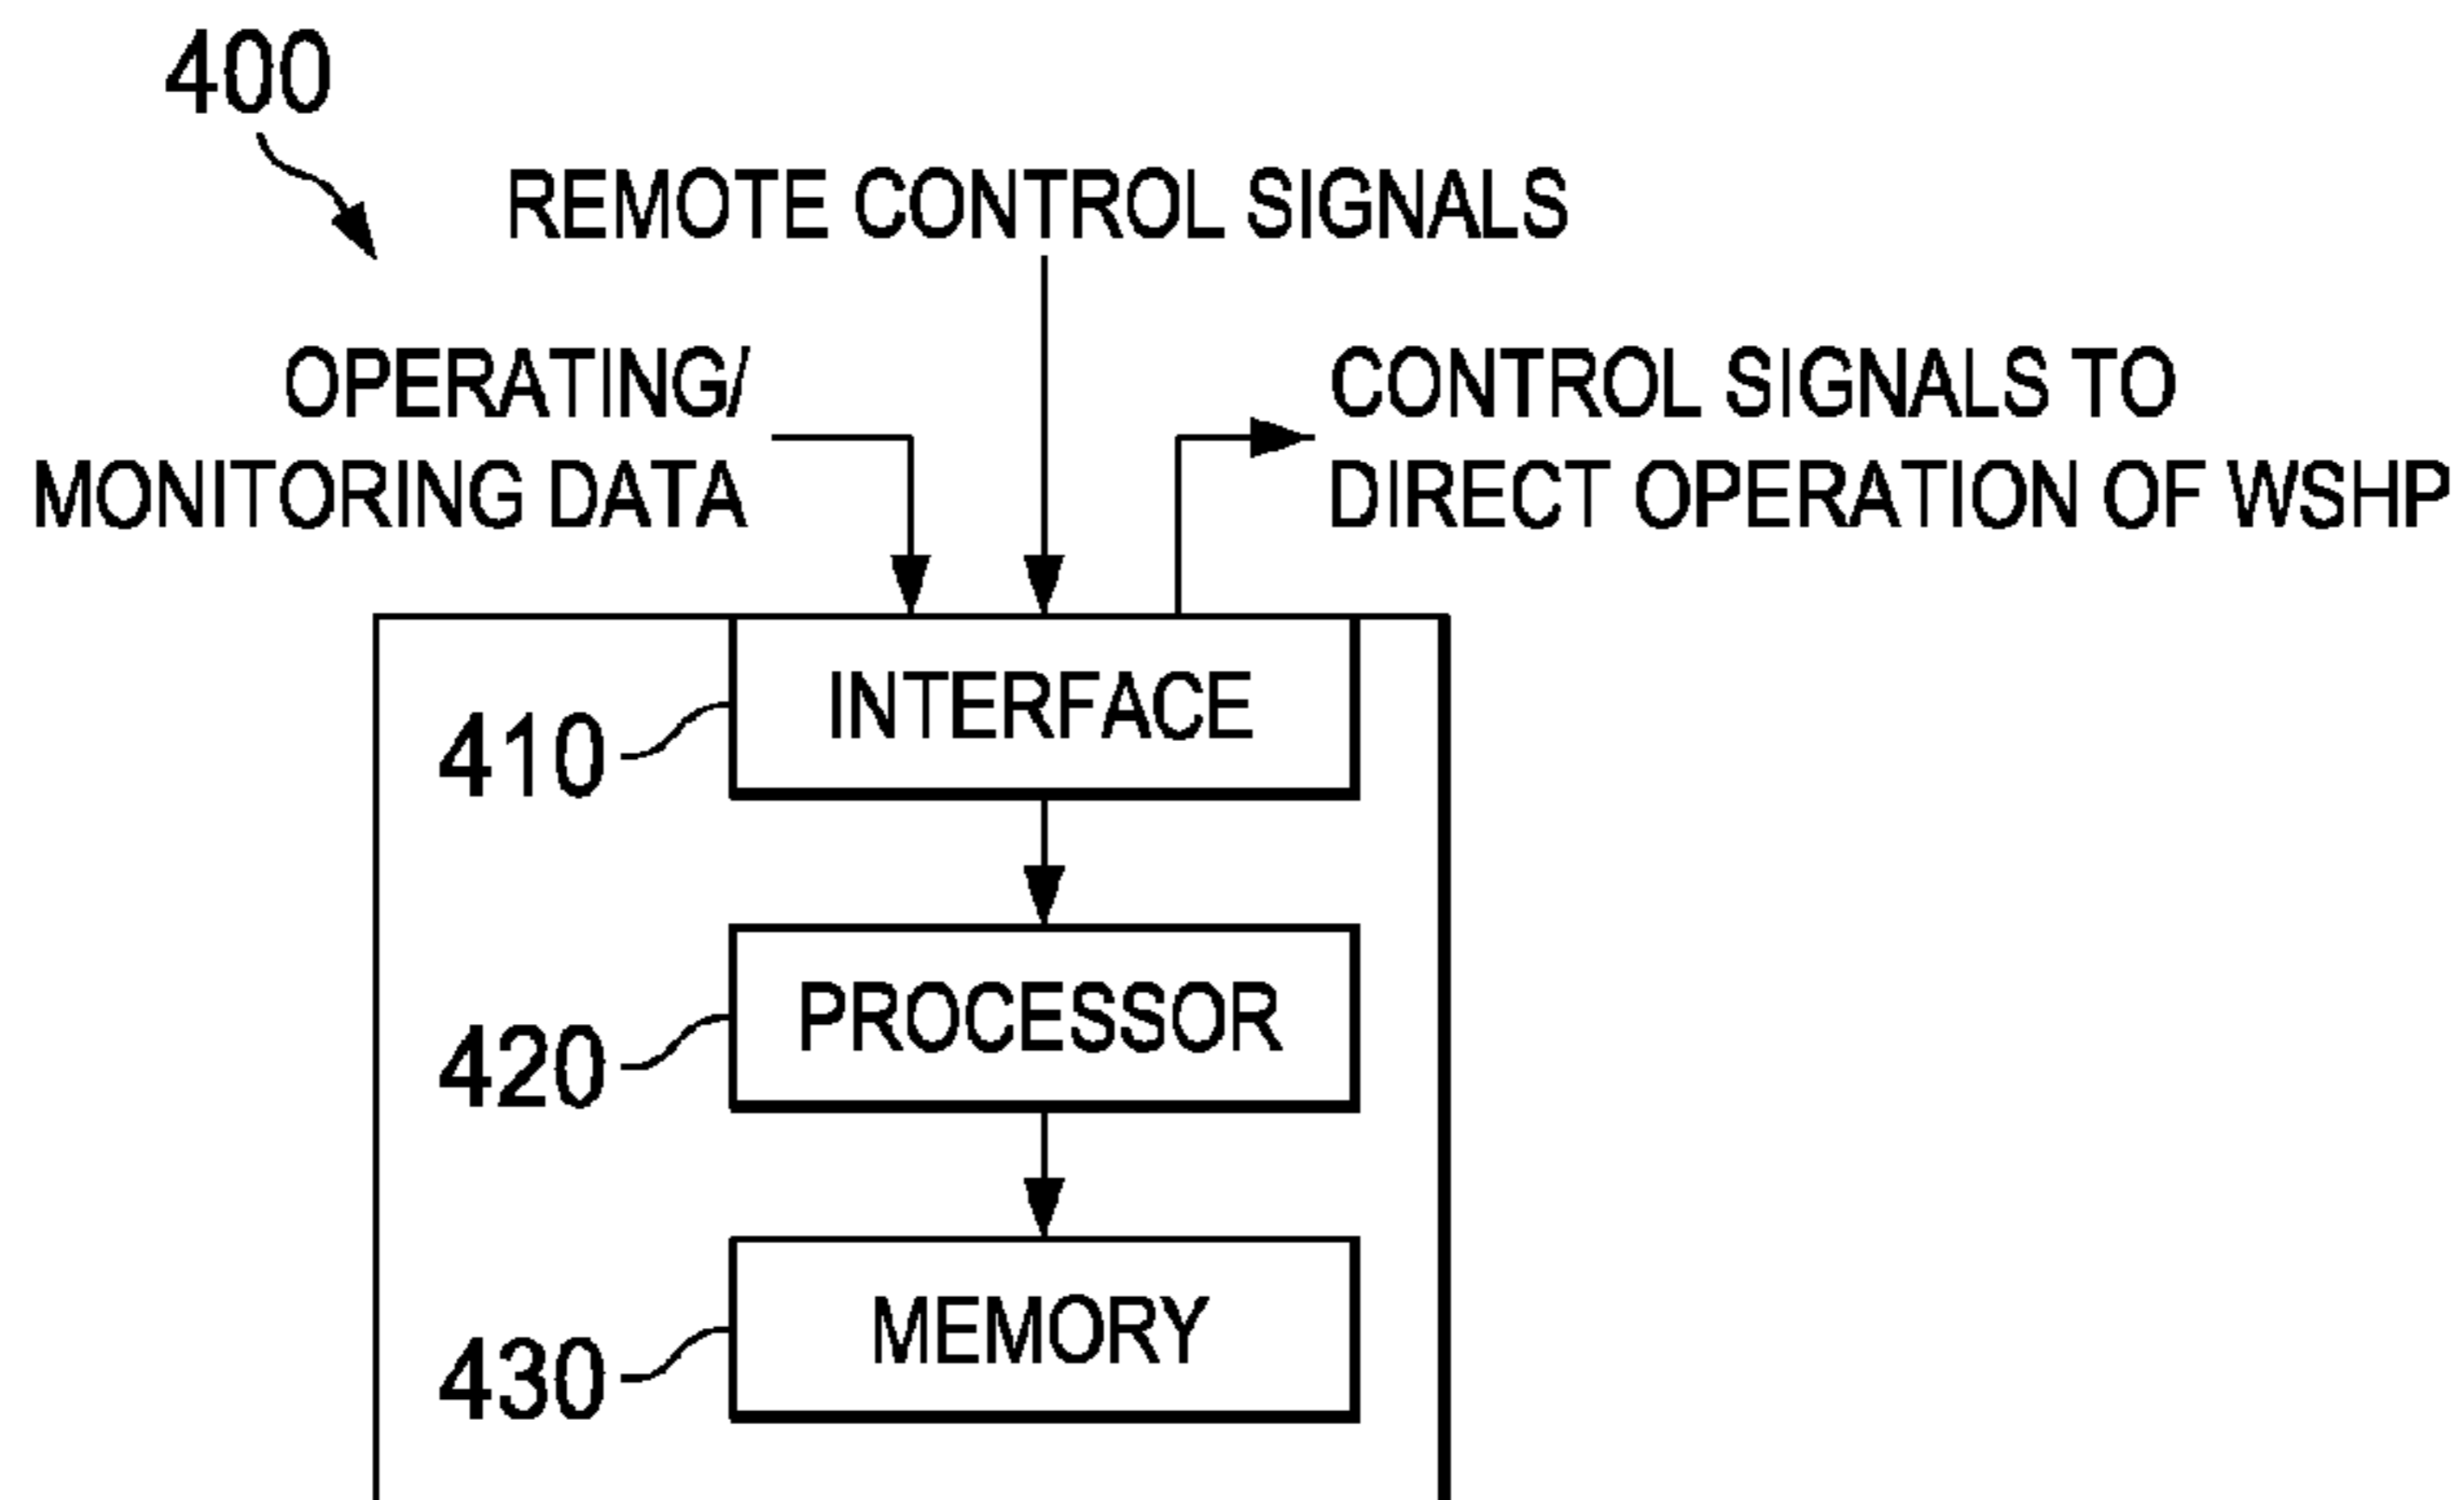 400
REMOTE CONTROL SIGNALS
OPERATING/
MONITORING DATA
CONTROL SIGNALS TO
DIRECT OPERATION OF WSHP
INTERFACE
410
PROCESSOR
420
MEMORY
430